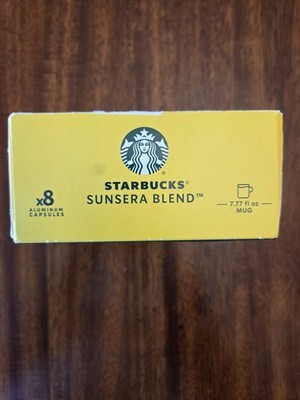 STARBUCKS®
SUNSERA BLEND™
x8
ALUMINUM
CAPSULES
7.77 fl oz
MUG